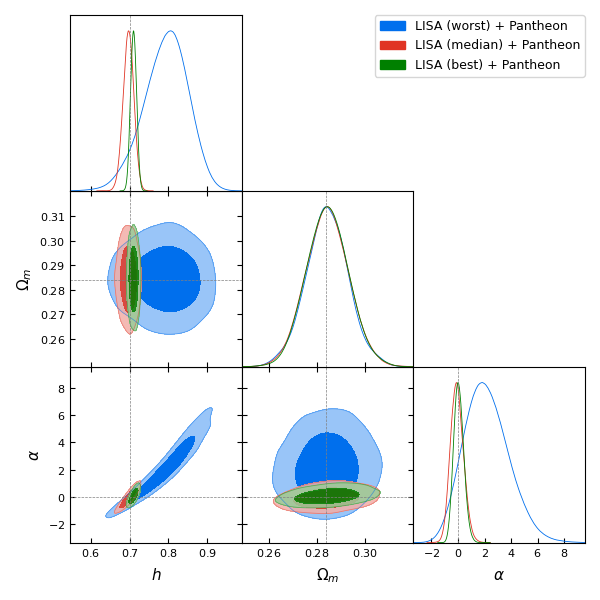 LISA (worst) + Pantheon
LISA (median) + Pantheon
LISA (best) + Pantheon
0.31
0.30
0.29
0.28
0.27
0.26
Ωm
8
6
4
2
0
−2
α
0.6 0.7 0.8 0.9
h
0.26 0.28 0.30
Ωm
−2 0 2 4 6 8
α